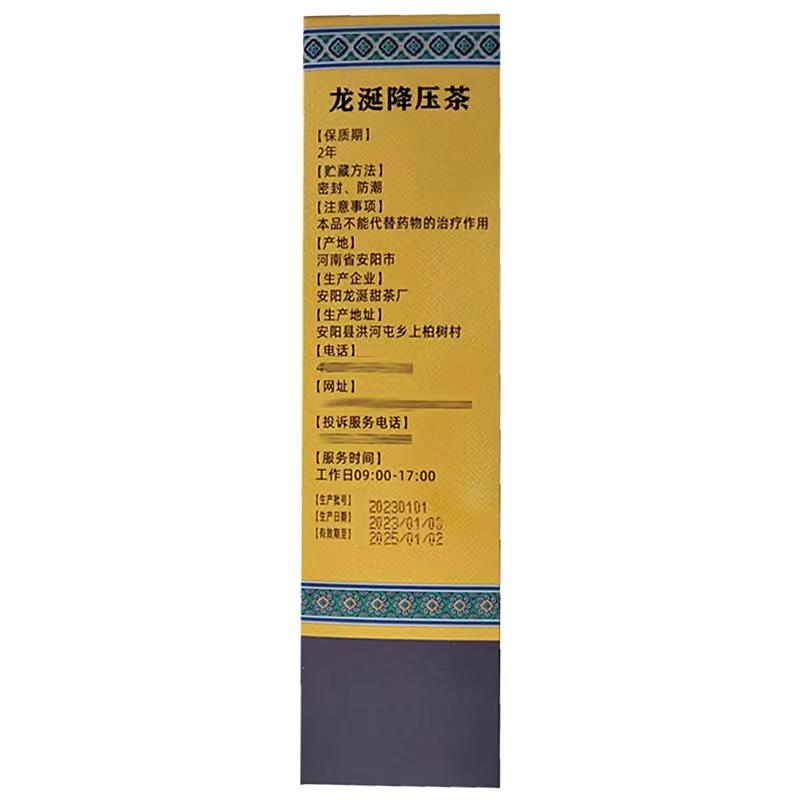 龙涎降压茶
【保质期】
2年
【贮藏方法】
密封、防潮
【注意事项】
本品不能代替药物的治疗作用
【产地】
河南省安阳市
【生产企业】
安阳龙涎甜茶厂
【生产地址】
安阳县洪河屯乡上柏树村
【电话】
【网址】
【投诉服务电话】
【服务时间】
工作日09:00-17:00
【生产批号】 20230101
【生产日期】 2023/01/03
【有效期至】 2025/01/02